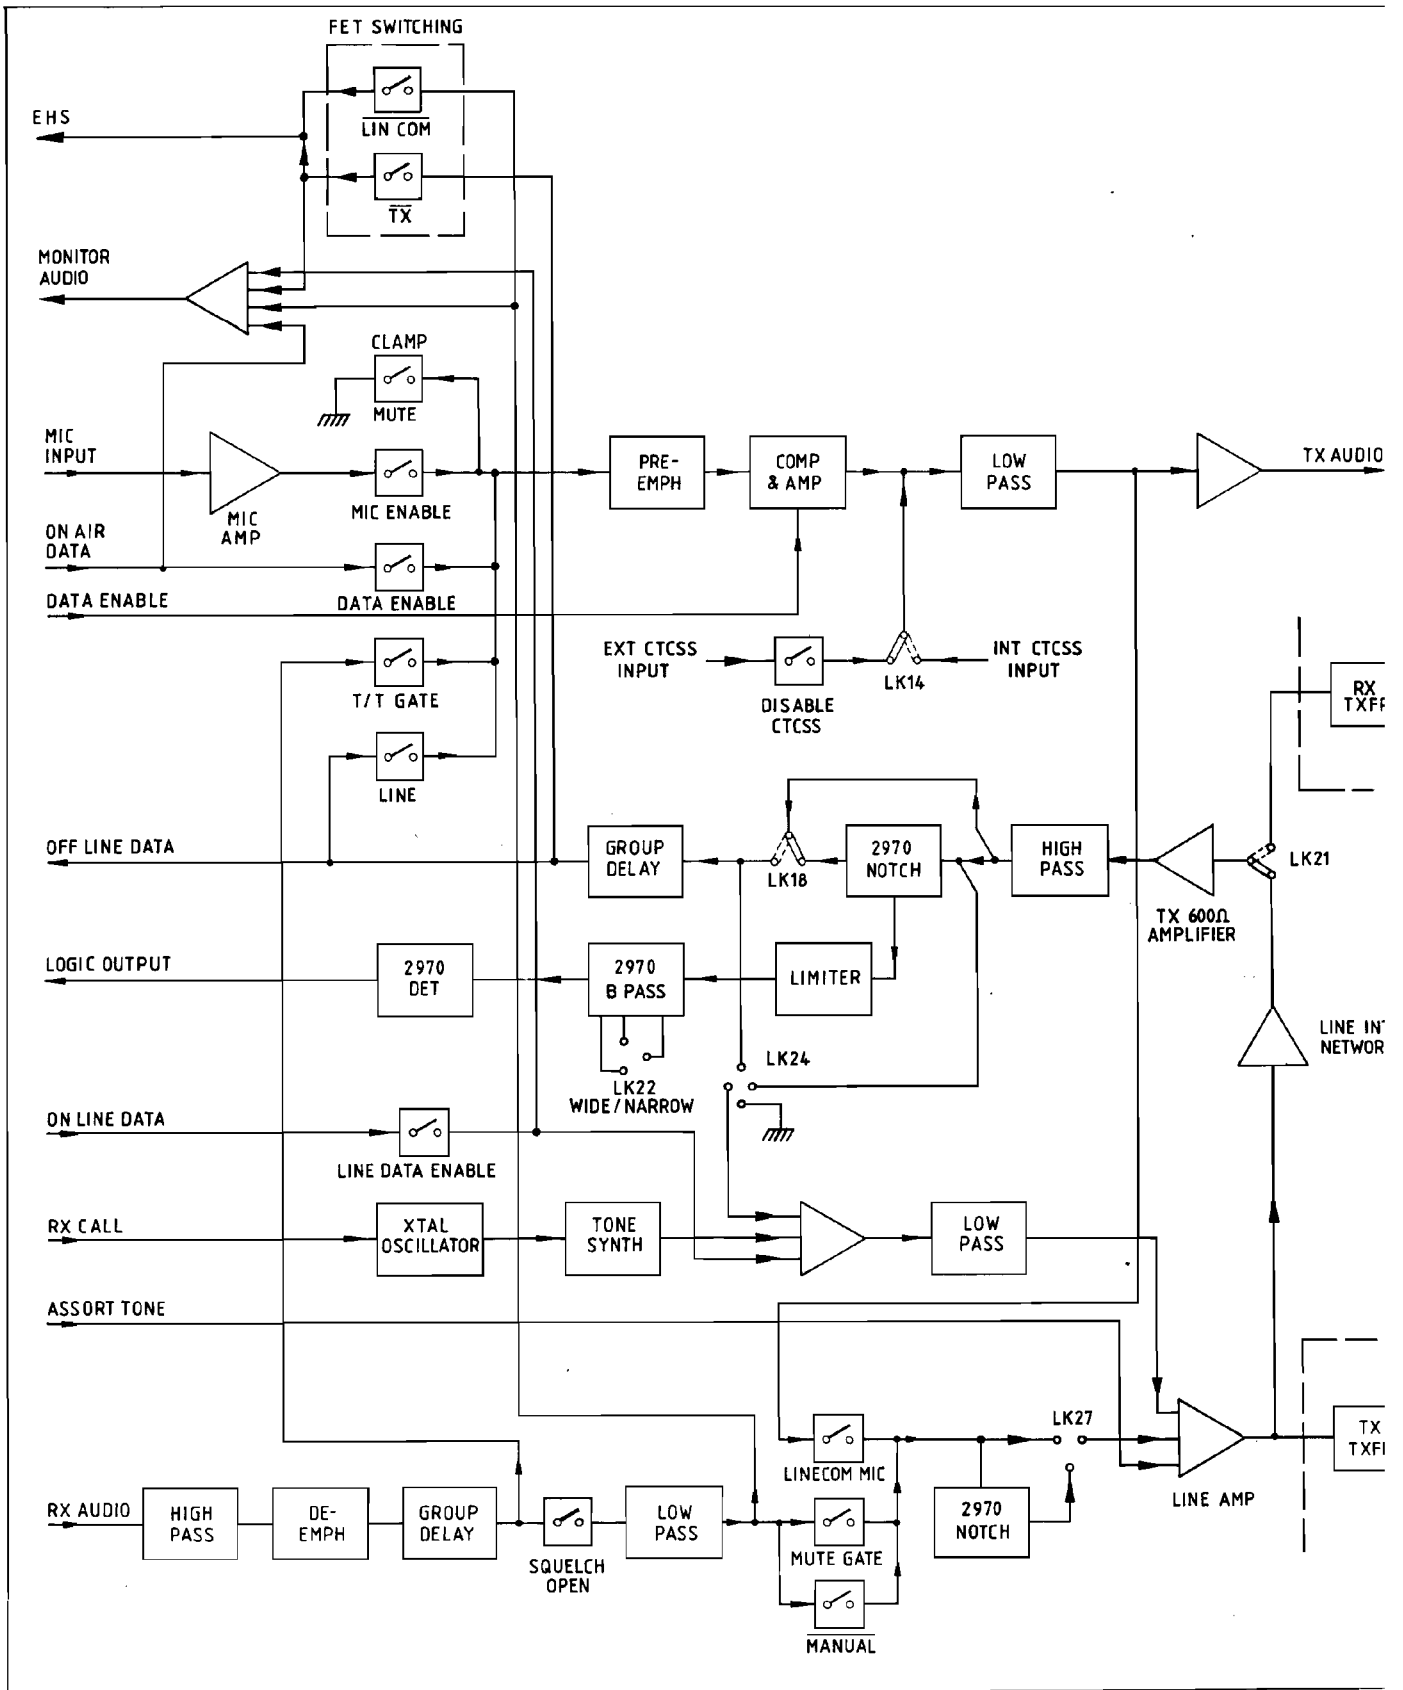 FET SWITCHING
EHS
LIN COM
TX
MONITOR
AUDIO
CLAMP
MUTE
MIC
INPUT
MIC
AMP
MIC ENABLE
PRE-
EMPH
COMP
& AMP
LOW
PASS
TX AUDIO
ON AIR
DATA
DATA ENABLE
DATA ENABLE
T/T GATE
EXT CTCSS
INPUT
DISABLE
CTCSS
LK14
INT CTCSS
INPUT
RX
LINE
OFF LINE DATA
GROUP
DELAY
LK18
2970
NOTCH
HIGH
PASS
TX 600Ω
AMPLIFIER
LK21
LOGIC OUTPUT
2970
DET
2970
B PASS
LIMITER
LK22
WIDE/NARROW
LK24
LINE
ON LINE DATA
LINE DATA ENABLE
RX CALL
XTAL
OSCILLATOR
TONE
SYNTH
LOW
PASS
ASSORT TONE
LINECOM MIC
LK27
LINE AMP
TX
RX AUDIO
HIGH
PASS
DE-
EMPH
GROUP
DELAY
SQUELCH
OPEN
LOW
PASS
MUTE GATE
2970
NOTCH
MANUAL